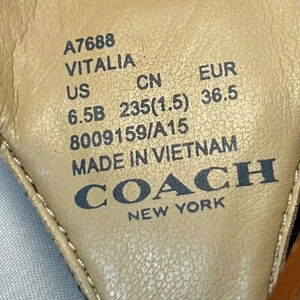 A7688
VITALIA
US CN EUR
6.5B 235(1.5) 36.5
8009159/A15
MADE IN VIETNAM
COACH
NEW YORK